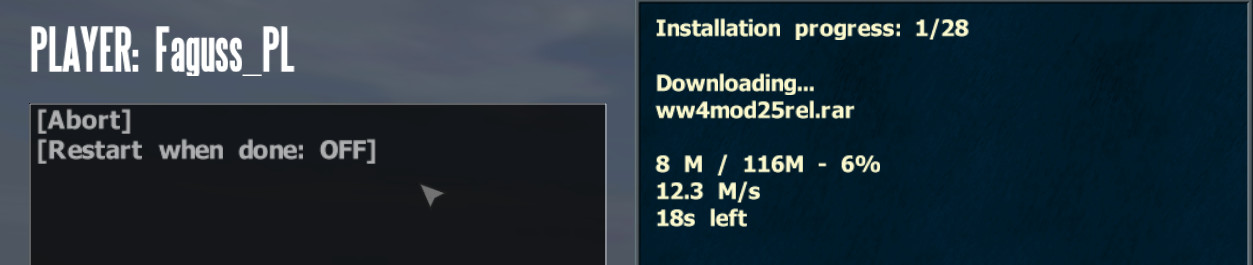 PLAYER: Faguss_PL
[Abort]
[Restart when done: OFF]
Installation progress: 1/28
Downloading...
ww4mod25rel.rar
8 M / 116M - 6%
12.3 M/s
18s left